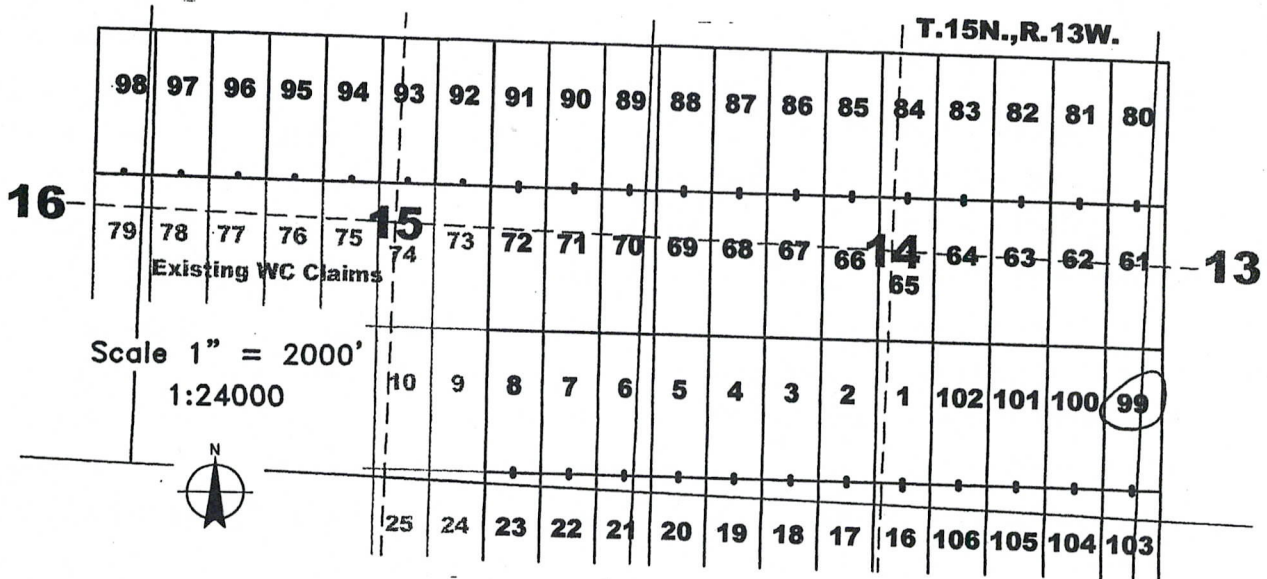 T.15N.,R.13W.
98 97 96 95 94 93 92 91 90 89 88 87 86 85 84 83 82 81 80
16 15 14 13
79 78 77 76 75 74 73 72 71 70 69 68 67 66 65 64 63 62 61
Existing WC Claims
Scale 1" = 2000'
1:24000
10 9 8 7 6 5 4 3 2 1 102 101 100 99
N
25 24 23 22 21 20 19 18 17 16 106 105 104 103